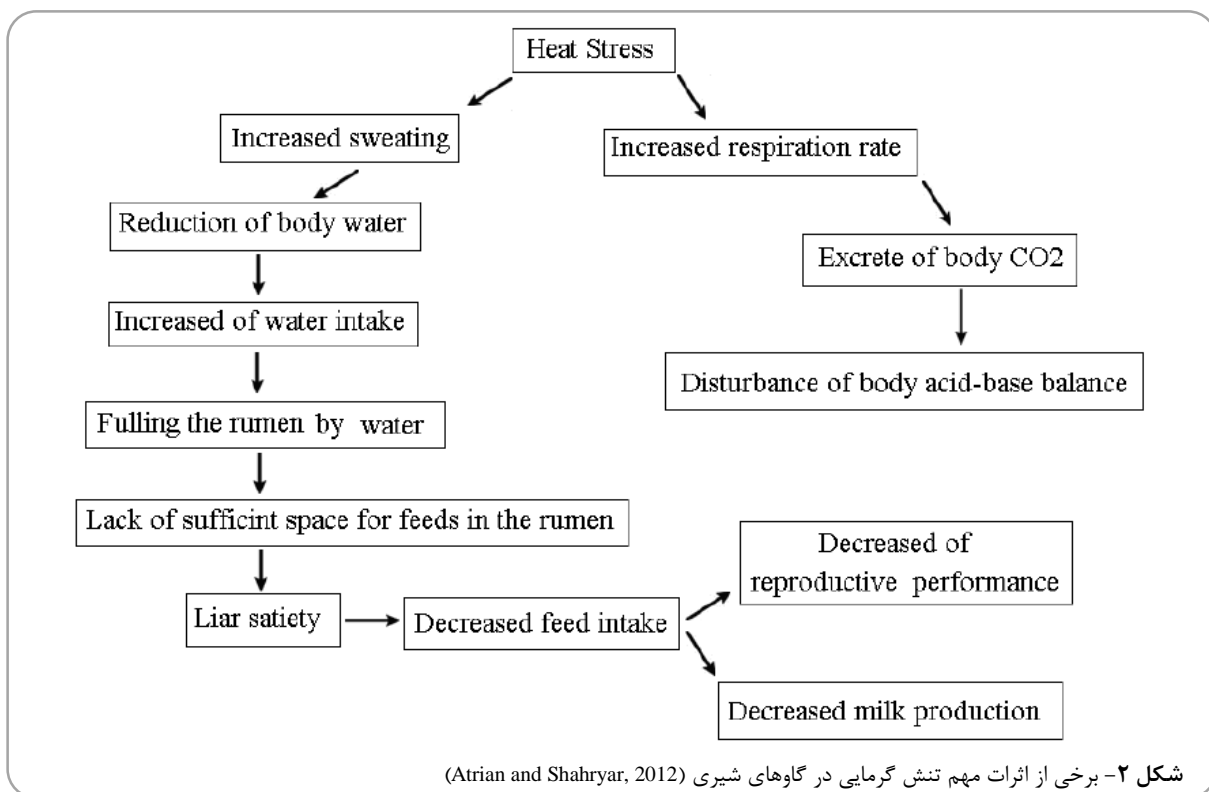 Heat Stress
Increased sweating
Increased respiration rate
Reduction of body water
Excrete of body CO2
Increased of water intake
Disturbance of body acid-base balance
Fulling the rumen by water
Lack of sufficint space for feeds in the rumen
Decreased of
reproductive performance
Liar satiety
Decreased feed intake
Decreased milk production
شکل ۲- برخی از اثرات مهم تنش گرمایی در گاوهای شیری (Atrian and Shahryar, 2012)